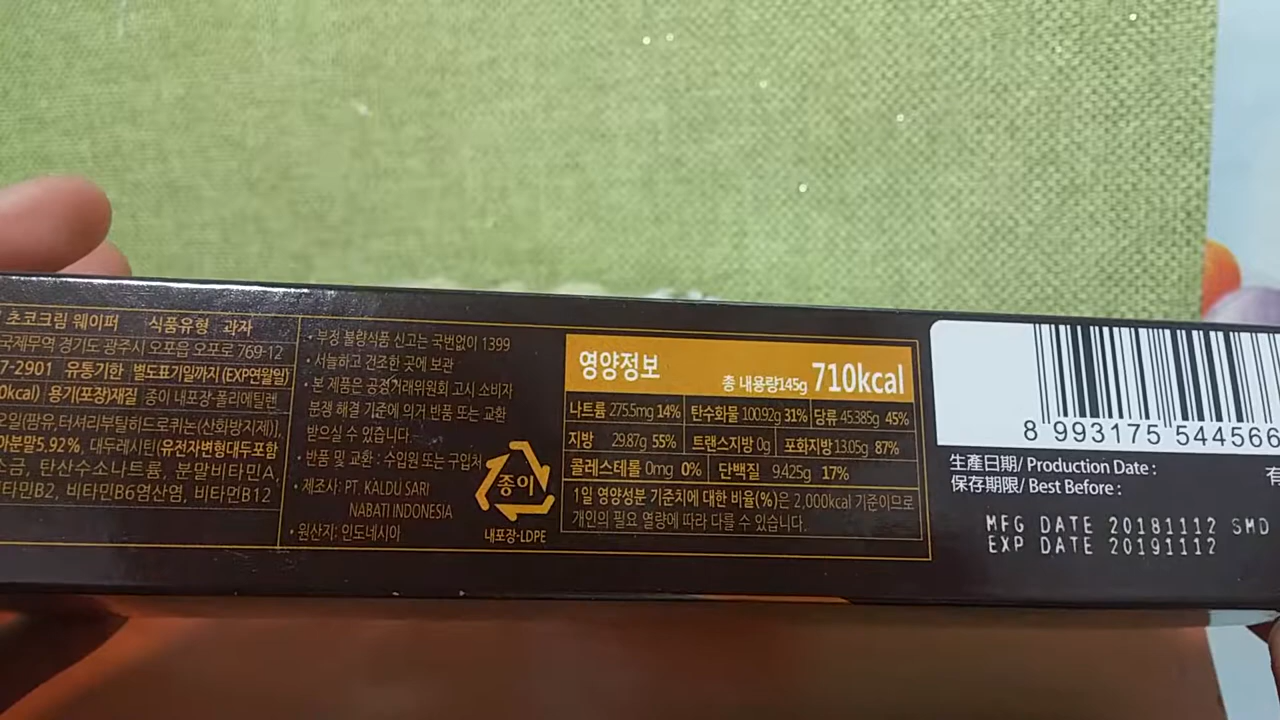 초코크림 웨이퍼 식품유형 과자
국제무역 경기도 광주시 오포읍 오포로 769-12
7-2901 유통기한 별도표기일까지(EXP연월일)
0kcal) 용기(포장)재질 종이 내포장-폴리에틸렌
오일(팜유,터셔리부틸히드로퀴논(산화방지제)),
아분말5.92%, 대두레시틴(유전자변형대두포함
소금, 탄산수소나트륨, 분말비타민A,
타민B2, 비타민B6염산염, 비타민B12
• 부정 불량식품 신고는 국번없이 1399
• 서늘하고 건조한 곳에 보관
• 본 제품은 공정거래위원회 고시 소비자
분쟁 해결 기준에 의거 반품 또는 교환
받으실 수 있습니다.
• 반품 및 교환 : 수입원 또는 구입처
• 제조사: PT. KALDU SARI
NABATI INDONESIA
• 원산지: 인도네시아
종이
내포장-LDPE
영양정보 총 내용량145g 710kcal
나트륨 275.5mg 14% 탄수화물 100.92g 31% 당류 45.385g 45%
지방 29.87g 55% 트랜스지방 0g 포화지방 13.05g 87%
콜레스테롤 0mg 0% 단백질 9.425g 17%
1일 영양성분 기준치에 대한 비율(%)은 2,000kcal 기준이므로
개인의 필요 열량에 따라 다를 수 있습니다.
8 993175 544566
生產日期/ Production Date :
保存期限/ Best Before :
有
MFG DATE 20181112 SMD
EXP DATE 20191112